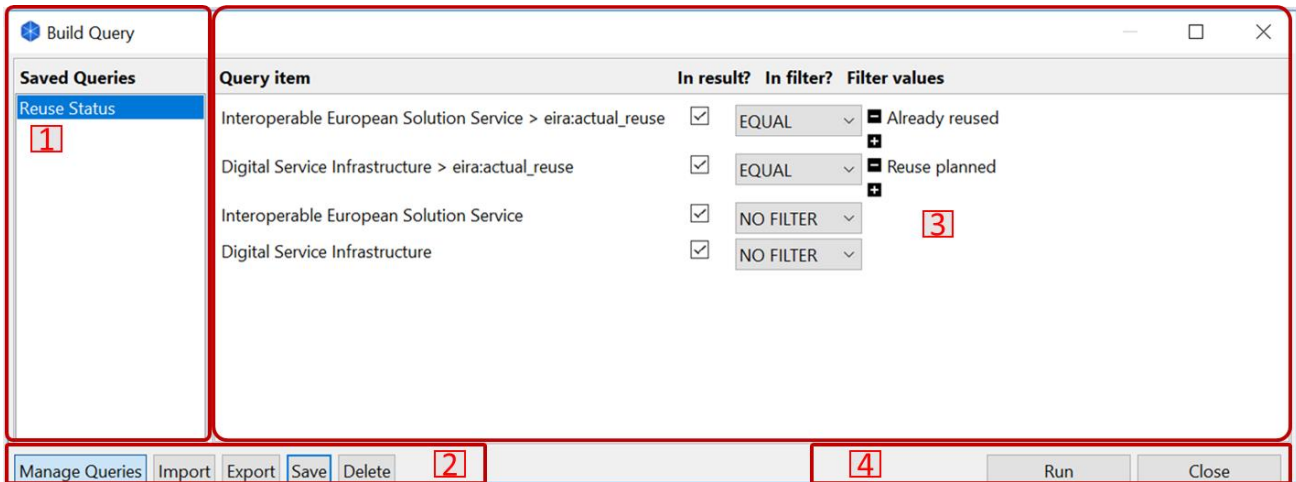 Build Query
Saved Queries
Query item In result? In filter? Filter values
Reuse Status
1
Interoperable European Solution Service > eira:actual_reuse EQUAL Already reused
Digital Service Infrastructure > eira:actual_reuse EQUAL Reuse planned
Interoperable European Solution Service NO FILTER
3
Digital Service Infrastructure NO FILTER
Manage Queries Import Export Save Delete 2
4 Run Close